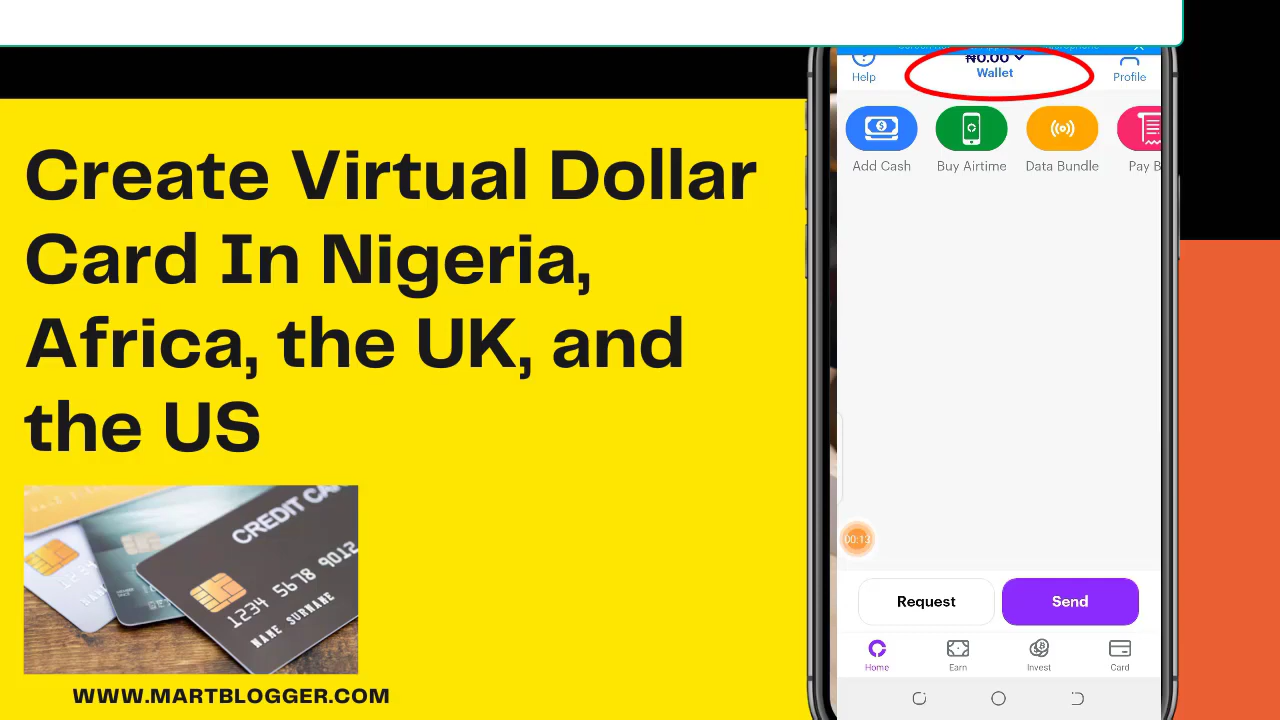 Create Virtual Dollar
Card In Nigeria,
Africa, the UK, and
the US
CREDIT CA
1234 5678 9012
NAME SURNAME
WWW.MARTBLOGGER.COM
₦0.00
Help
Wallet
Profile
Add Cash
Buy Airtime
Data Bundle
Pay B
00:13
Request
Send
Home
Earn
Invest
Card